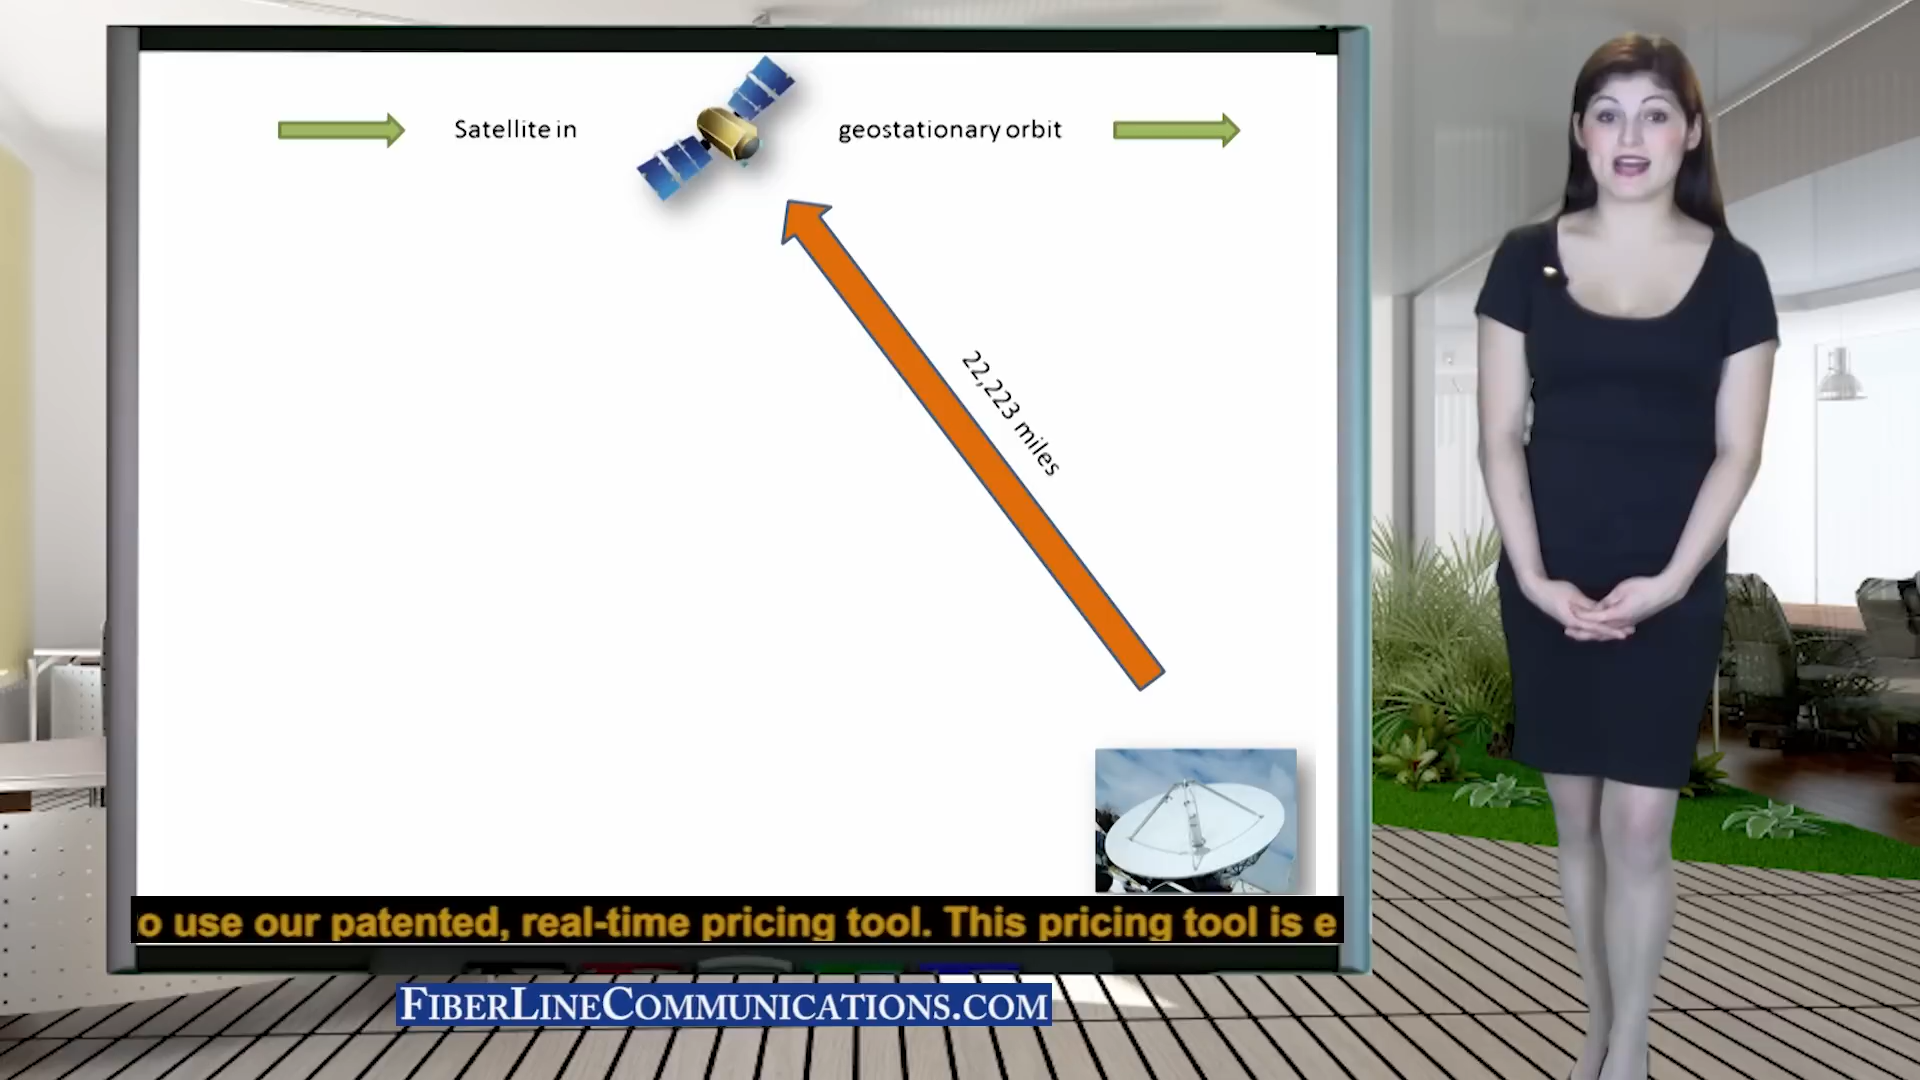 Satellite in geostationary orbit
22,223 miles
o use our patented, real-time pricing tool. This pricing tool is e
FIBERLINECOMMUNICATIONS.COM